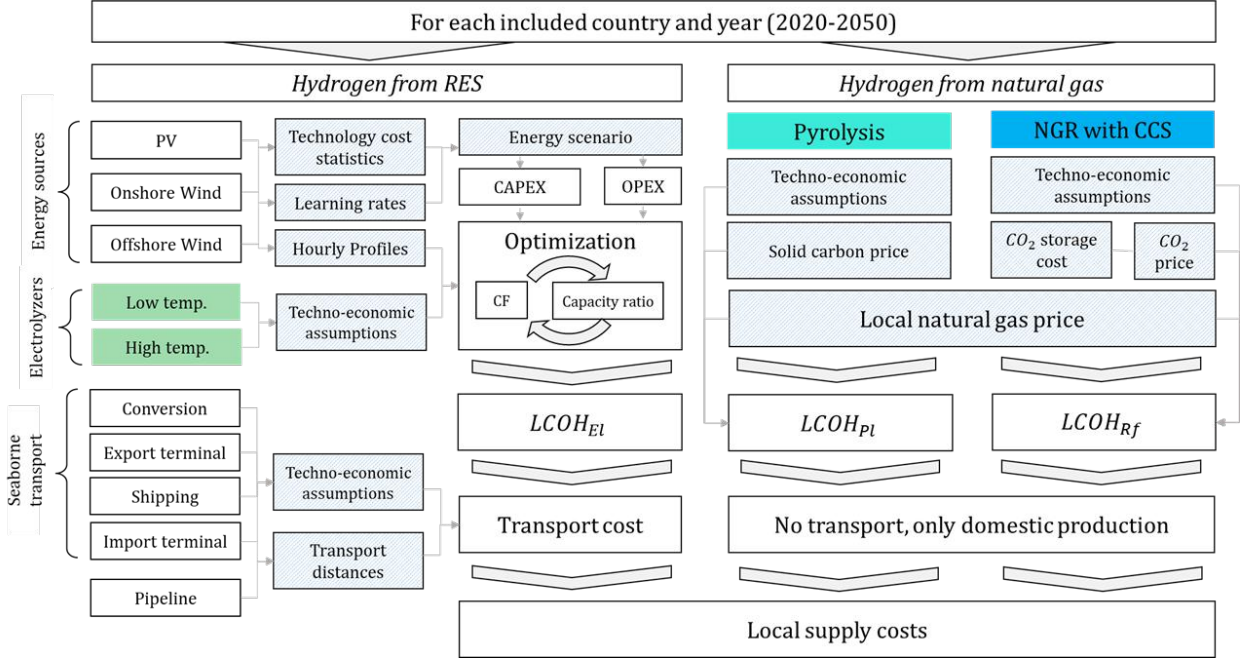 For each included country and year (2020-2050)
Hydrogen from RES
Hydrogen from natural gas
Energy sources
PV
Onshore Wind
Offshore Wind
Technology cost
statistics
Learning rates
Hourly Profiles
Energy scenario
CAPEX
OPEX
Optimization
CF
Capacity ratio
Electrolyzers
Low temp.
High temp.
Techno-economic
assumptions
Pyrolysis
NGR with CCS
Techno-economic
assumptions
Techno-economic
assumptions
Solid carbon price
CO₂ storage
cost
CO₂
price
Local natural gas price
Seaborne
transport
Conversion
Export terminal
Shipping
Import terminal
Pipeline
Techno-economic
assumptions
Transport
distances
LCOH_El
LCOH_Pl
LCOH_Rf
Transport cost
No transport, only domestic production
Local supply costs